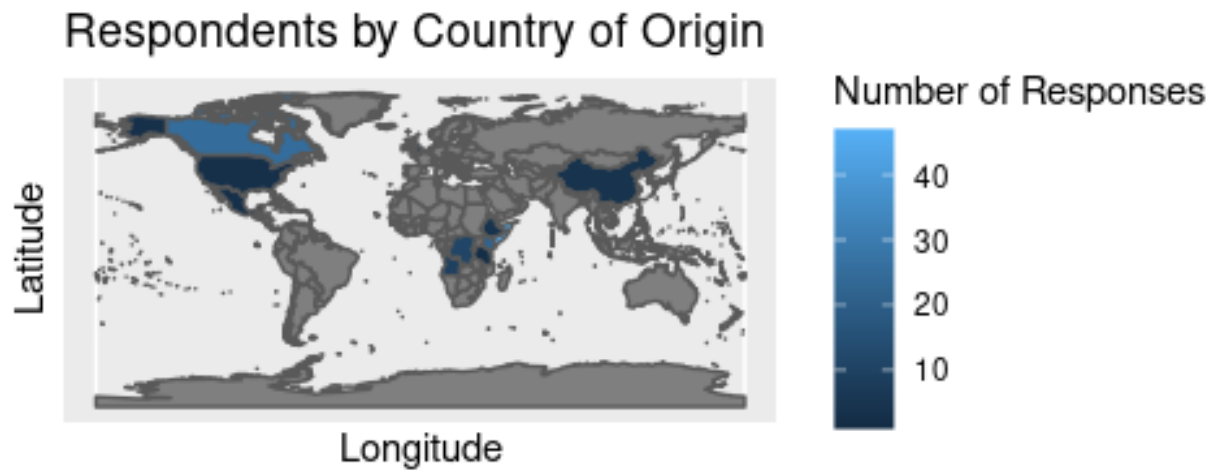 Respondents by Country of Origin
Latitude
Longitude
Number of Responses
40
30
20
10